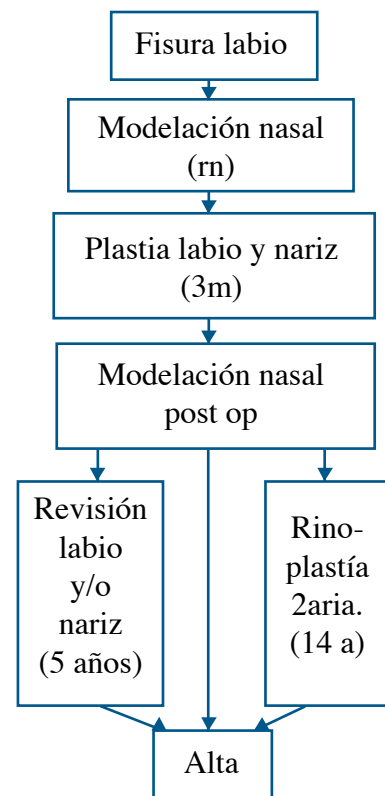 Fisura labio
Modelación nasal
(rn)
Plastia labio y nariz
(3m)
Modelación nasal
post op
Revisión
labio
y/o
nariz
(5 años)
Rino-
plastía
2aria.
(14 a)
Alta